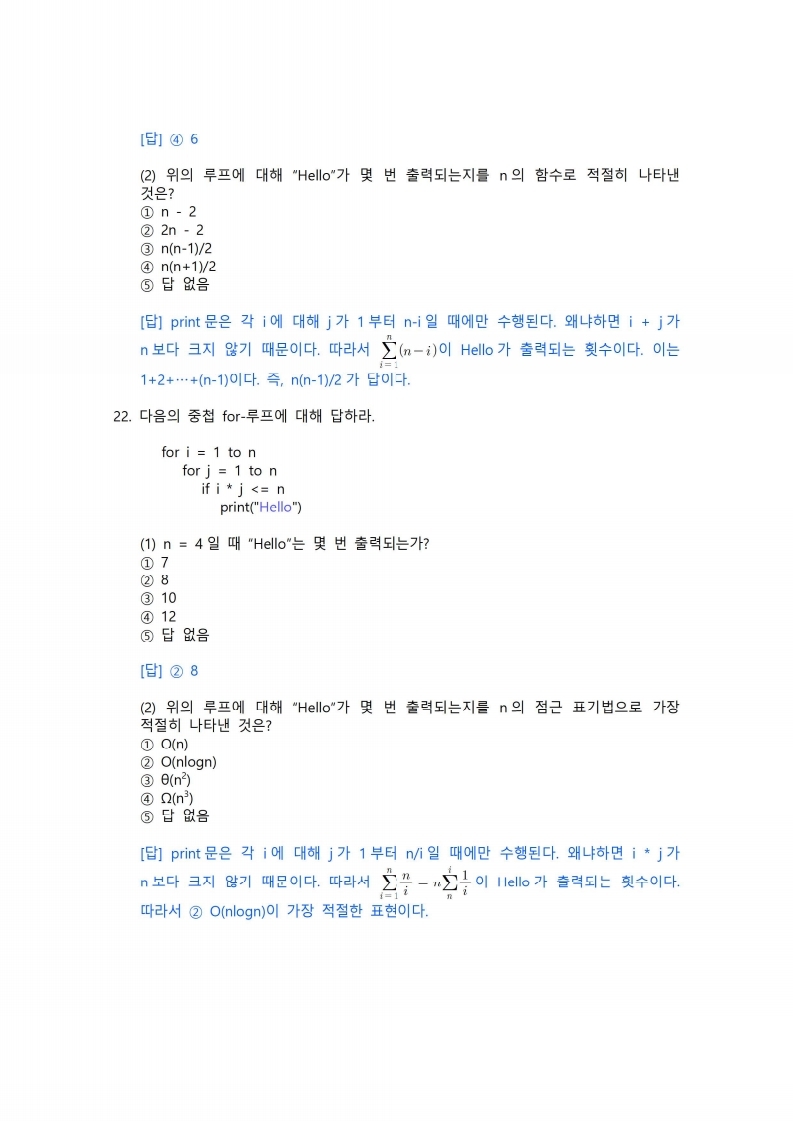 [답] ④ 6
(2) 위의 루프에 대해 "Hello"가 몇 번 출력되는지를 n의 함수로 적절히 나타낸
것은?
① n - 2
② 2n - 2
③ n(n-1)/2
④ n(n+1)/2
⑤ 답 없음
[답] print문은 각 i에 대해 j가 1부터 n-i일 때에만 수행된다. 왜냐하면 i + j가
n보다 크지 않기 때문이다. 따라서 \sum_{i=1}^{n}(n-i)이 Hello가 출력되는 횟수이다. 이는
1+2+⋯+(n-1)이다. 즉, n(n-1)/2 가 답이다.
22. 다음의 중첩 for-루프에 대해 답하라.
for i = 1 to n
for j = 1 to n
if i * j <= n
print("Hello")
(1) n = 4일 때 "Hello"는 몇 번 출력되는가?
① 7
② 8
③ 10
④ 12
⑤ 답 없음
[답] ② 8
(2) 위의 루프에 대해 "Hello"가 몇 번 출력되는지를 n의 점근 표기법으로 가장
적절히 나타낸 것은?
① O(n)
② O(nlogn)
③ θ(n²)
④ Ω(n³)
⑤ 답 없음
[답] print문은 각 i에 대해 j가 1부터 n/i일 때에만 수행된다. 왜냐하면 i * j가
n보다 크지 않기 때문이다. 따라서 \sum_{i=1}^{n}\frac{n}{i} = n\sum_{n}^{i}\frac{1}{i} 이 Hello가 출력되는 횟수이다.
따라서 ② O(nlogn)이 가장 적절한 표현이다.